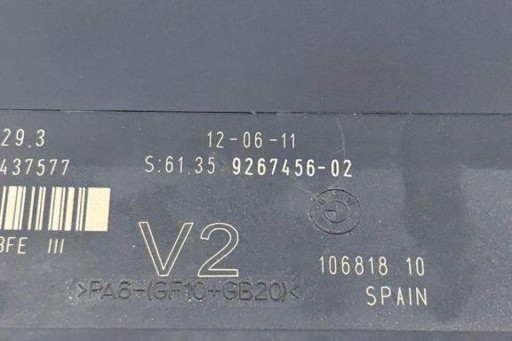 29.3
12-06-11
437577
S:61.35 9267456-02
BFE III
V2
106818 10
>PA6-(GF10+GB20)<
SPAIN